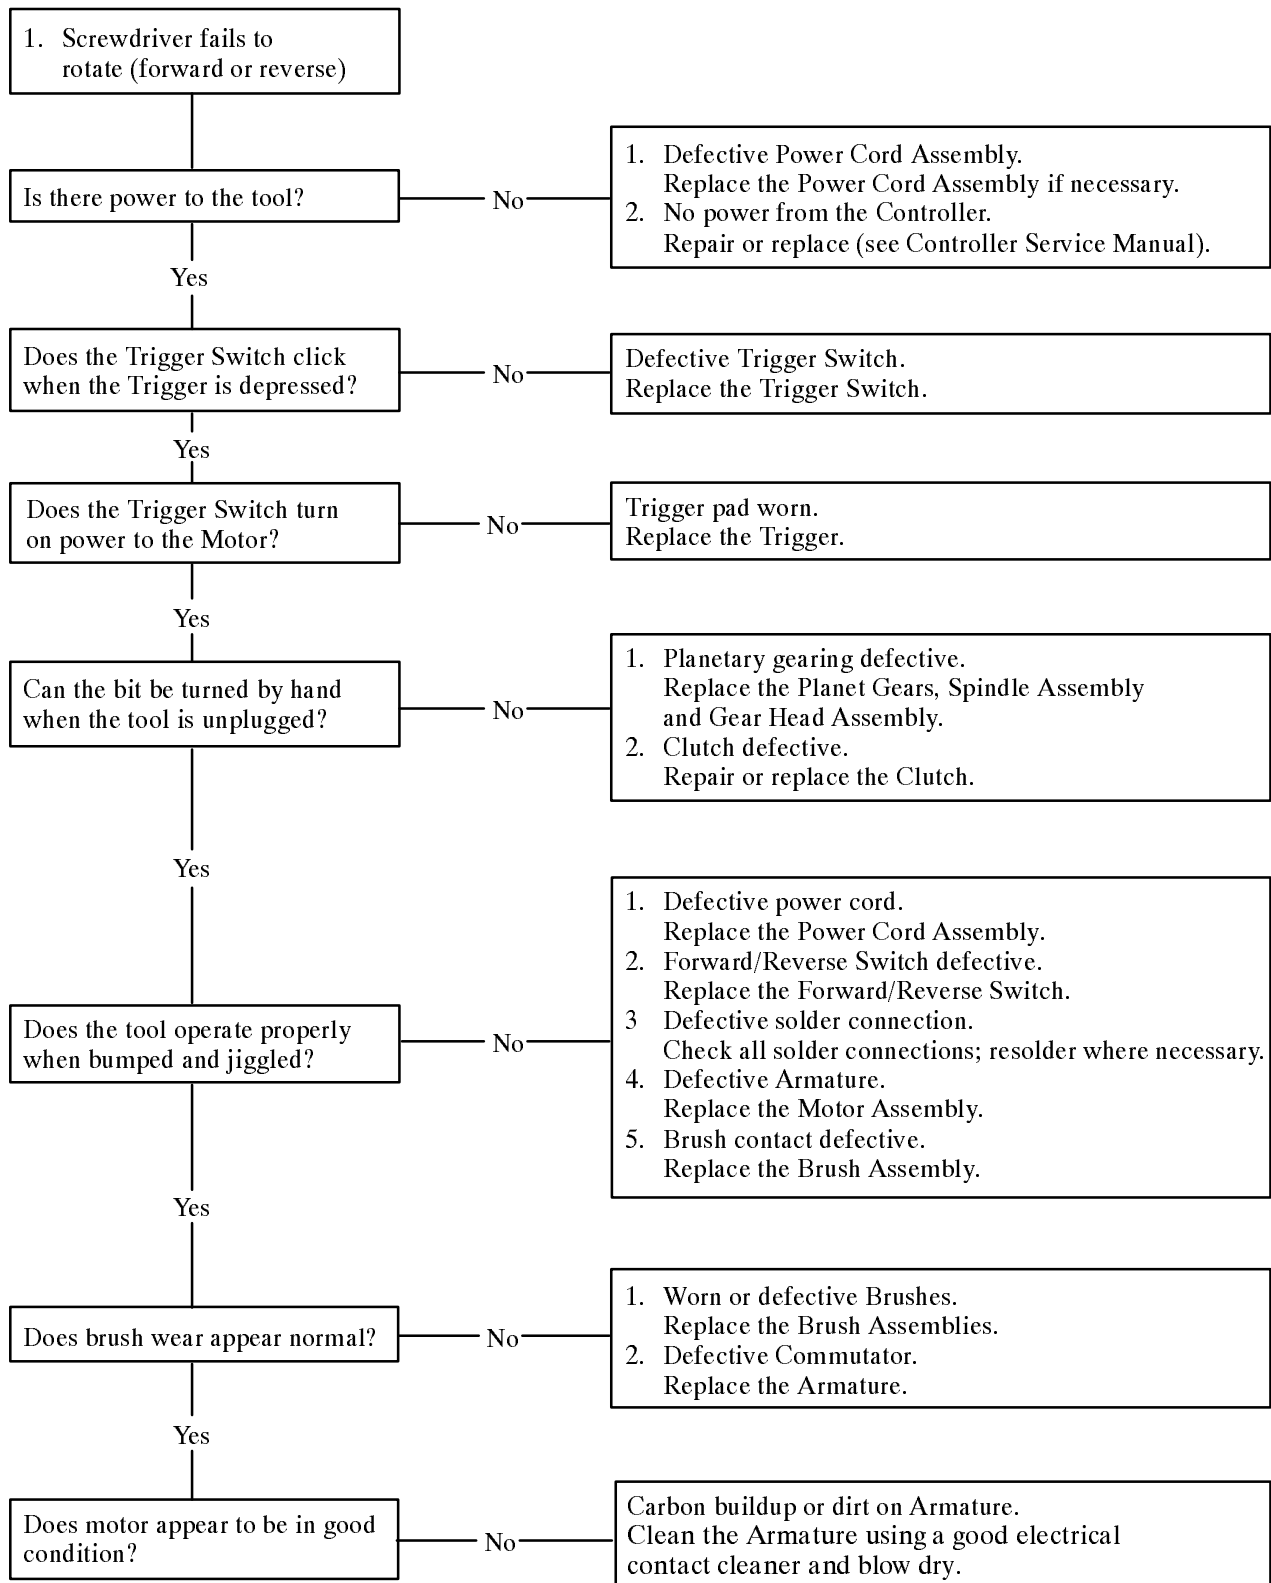 1. Screwdriver fails to
rotate (forward or reverse)
Is there power to the tool?
No
1. Defective Power Cord Assembly.
Replace the Power Cord Assembly if necessary.
2. No power from the Controller.
Repair or replace (see Controller Service Manual).
Yes
Does the Trigger Switch click
when the Trigger is depressed?
No
Defective Trigger Switch.
Replace the Trigger Switch.
Yes
Does the Trigger Switch turn
on power to the Motor?
No
Trigger pad worn.
Replace the Trigger.
Yes
Can the bit be turned by hand
when the tool is unplugged?
No
1. Planetary gearing defective.
Replace the Planet Gears, Spindle Assembly
and Gear Head Assembly.
2. Clutch defective.
Repair or replace the Clutch.
Yes
Does the tool operate properly
when bumped and jiggled?
No
1. Defective power cord.
Replace the Power Cord Assembly.
2. Forward/Reverse Switch defective.
Replace the Forward/Reverse Switch.
3 Defective solder connection.
Check all solder connections; resolder where necessary.
4. Defective Armature.
Replace the Motor Assembly.
5. Brush contact defective.
Replace the Brush Assembly.
Yes
Does brush wear appear normal?
No
1. Worn or defective Brushes.
Replace the Brush Assemblies.
2. Defective Commutator.
Replace the Armature.
Yes
Does motor appear to be in good
condition?
No
Carbon buildup or dirt on Armature.
Clean the Armature using a good electrical
contact cleaner and blow dry.